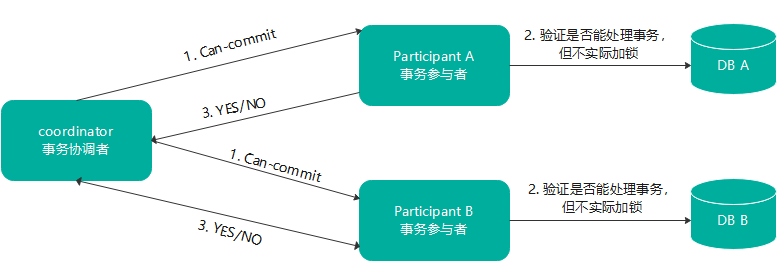 1. Can-commit
Participant A
事务参与者
2. 验证是否能处理事务，
但不实际加锁
DB A
3. YES/NO
coordinator
事务协调者
1. Can-commit
Participant B
事务参与者
2. 验证是否能处理事务，
但不实际加锁
DB B
3. YES/NO